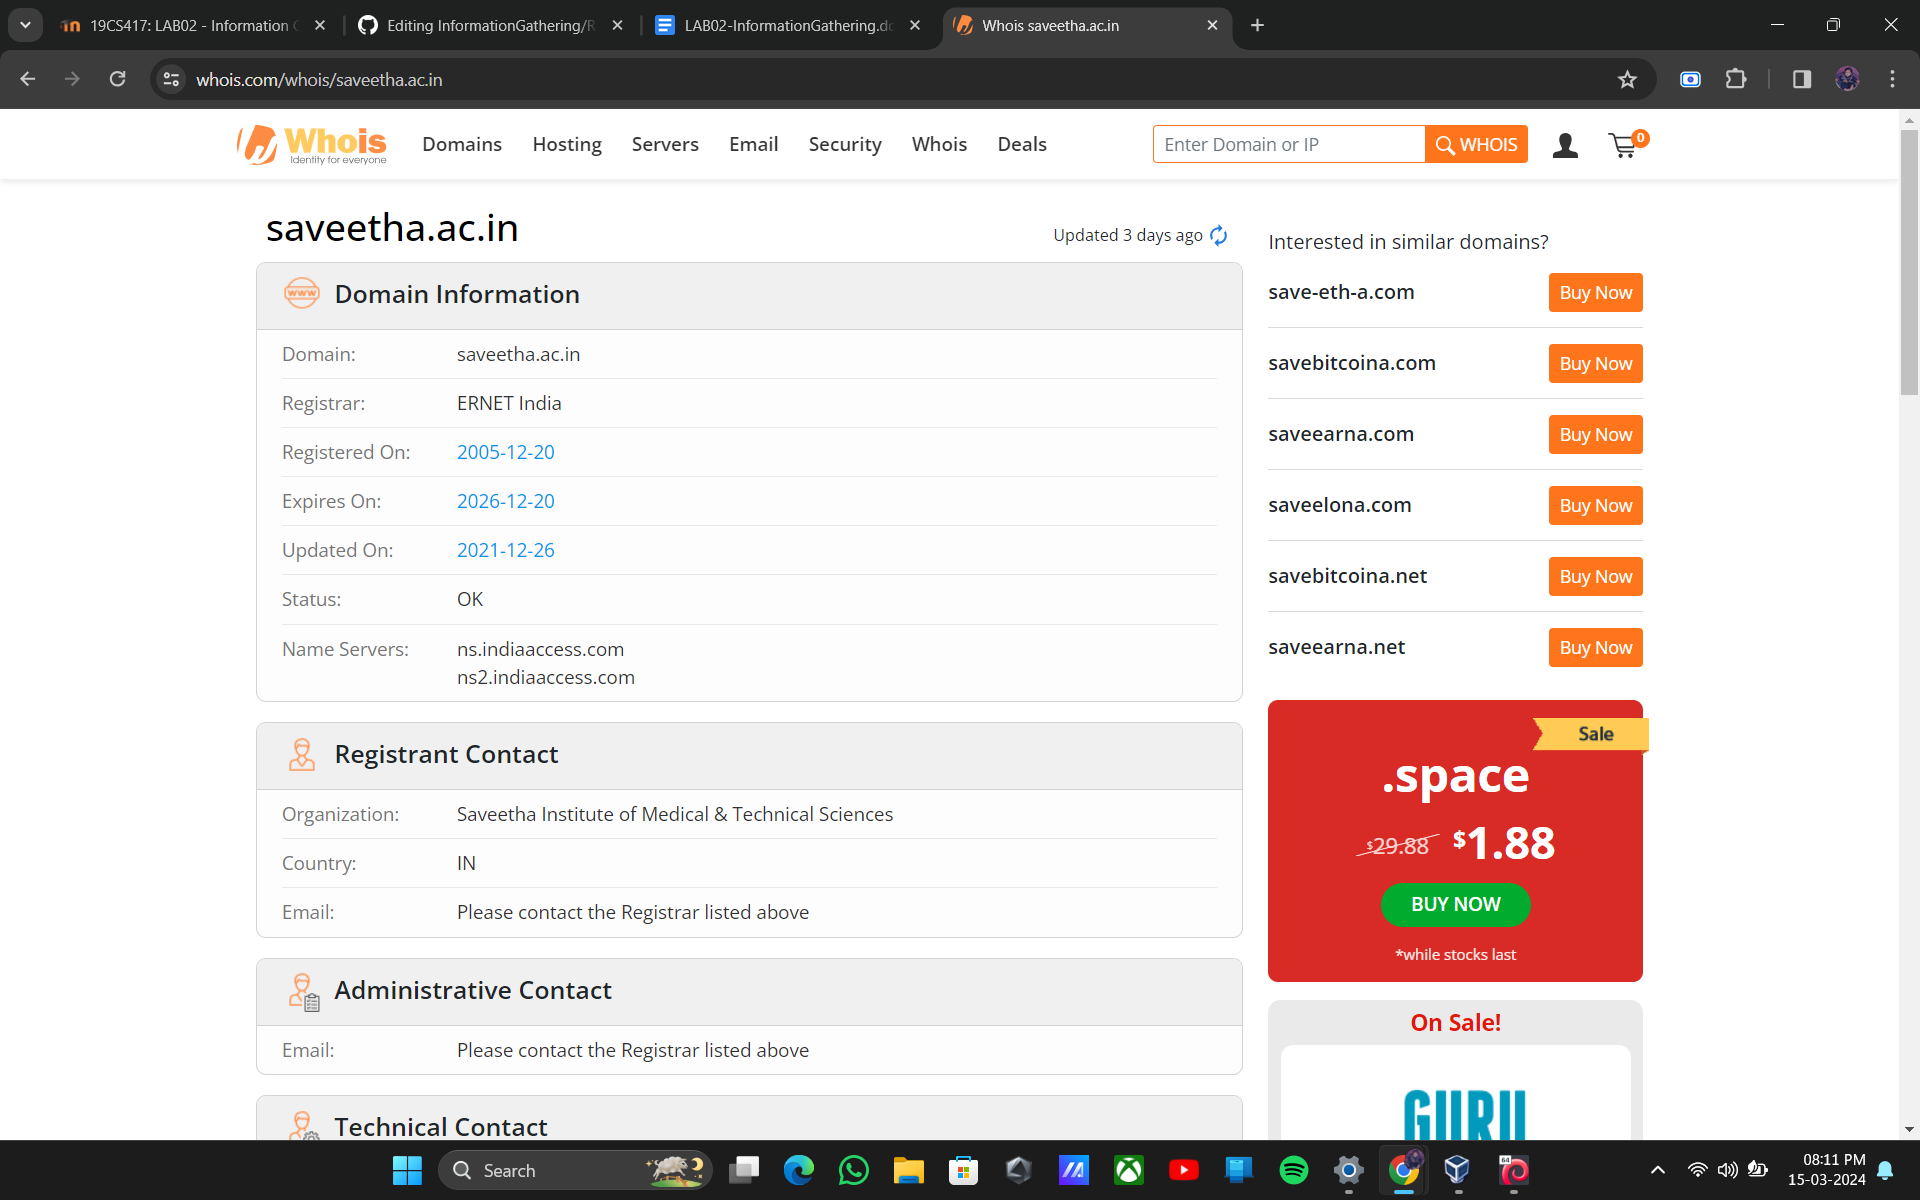 19CS417: LAB02 - Information
Editing InformationGathering/R
LAB02-InformationGathering.do
Whois saveetha.ac.in
whois.com/whois/saveetha.ac.in
Whois
Identity for everyone
Domains
Hosting
Servers
Email
Security
Whois
Deals
Enter Domain or IP
WHOIS
0
saveetha.ac.in
Updated 3 days ago
www
Domain Information
Domain: saveetha.ac.in
Registrar: ERNET India
Registered On: 2005-12-20
Expires On: 2026-12-20
Updated On: 2021-12-26
Status: OK
Name Servers: ns.indiaaccess.com
ns2.indiaaccess.com
Registrant Contact
Organization: Saveetha Institute of Medical & Technical Sciences
Country: IN
Email: Please contact the Registrar listed above
Administrative Contact
Email: Please contact the Registrar listed above
Technical Contact
Interested in similar domains?
save-eth-a.com Buy Now
savebitcoina.com Buy Now
saveearna.com Buy Now
saveelona.com Buy Now
savebitcoina.net Buy Now
saveearna.net Buy Now
Sale
.space
$29.88 $1.88
BUY NOW
*while stocks last
On Sale!
GURU
Search
64
08:11 PM
15-03-2024